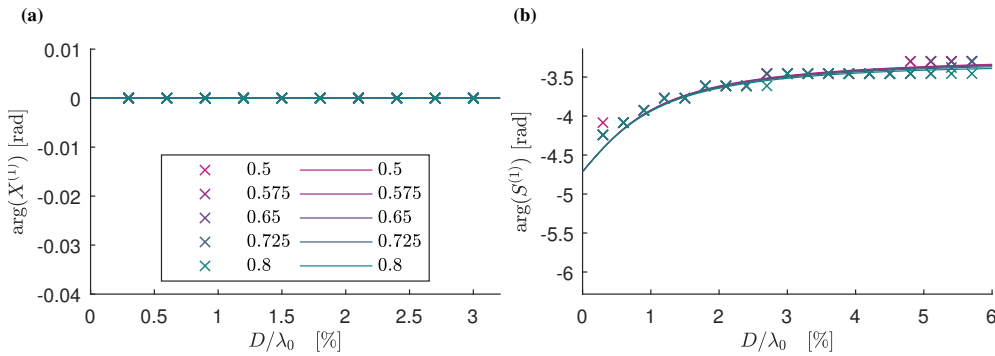 (a)
0.01
0
-0.01
-0.02
-0.03
-0.04
arg(X^(1)) [rad]
0.5 0.5
0.575 0.575
0.65 0.65
0.725 0.725
0.8 0.8
0 0.5 1 1.5 2 2.5 3
D/λ₀ [%]
(b)
-3.5
-4
-4.5
-5
-5.5
-6
arg(S^(1)) [rad]
0 1 2 3 4 5 6
D/λ₀ [%]